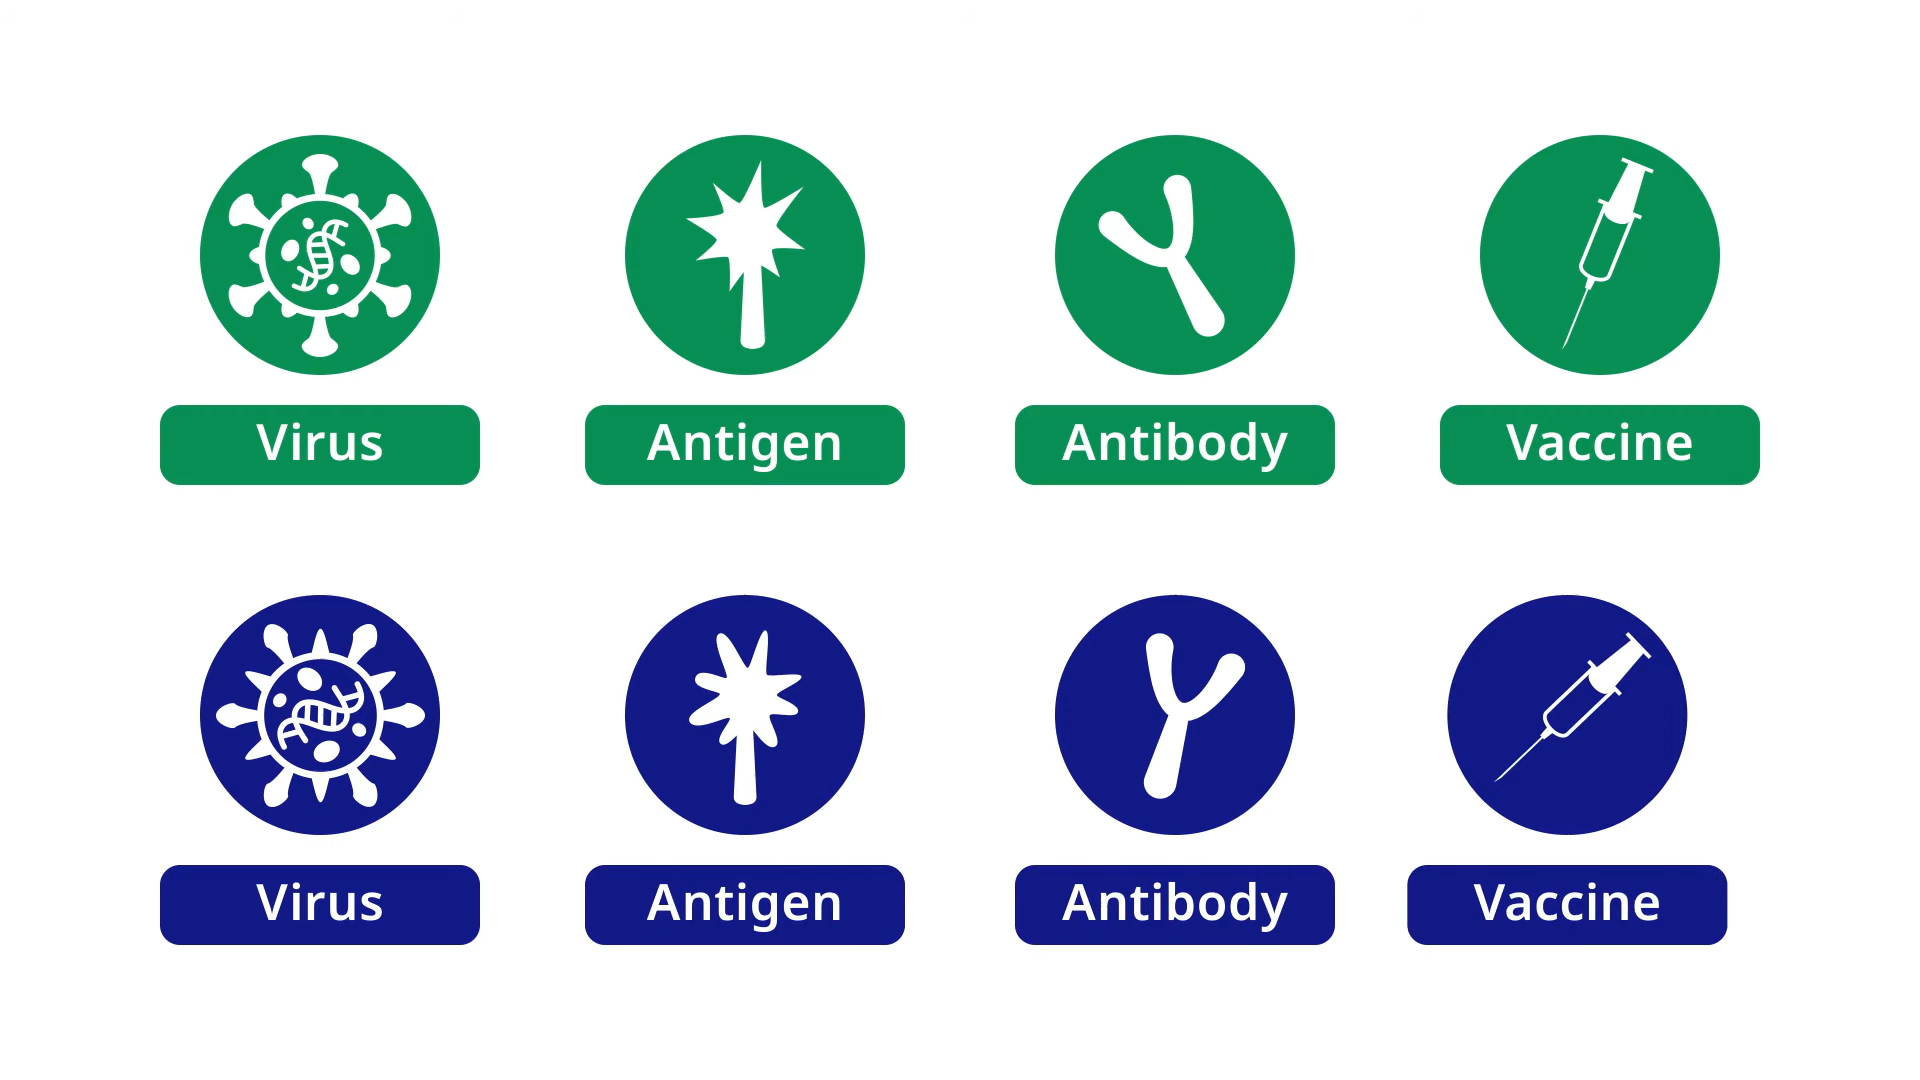 Virus
Antigen
Antibody
Vaccine
Virus
Antigen
Antibody
Vaccine